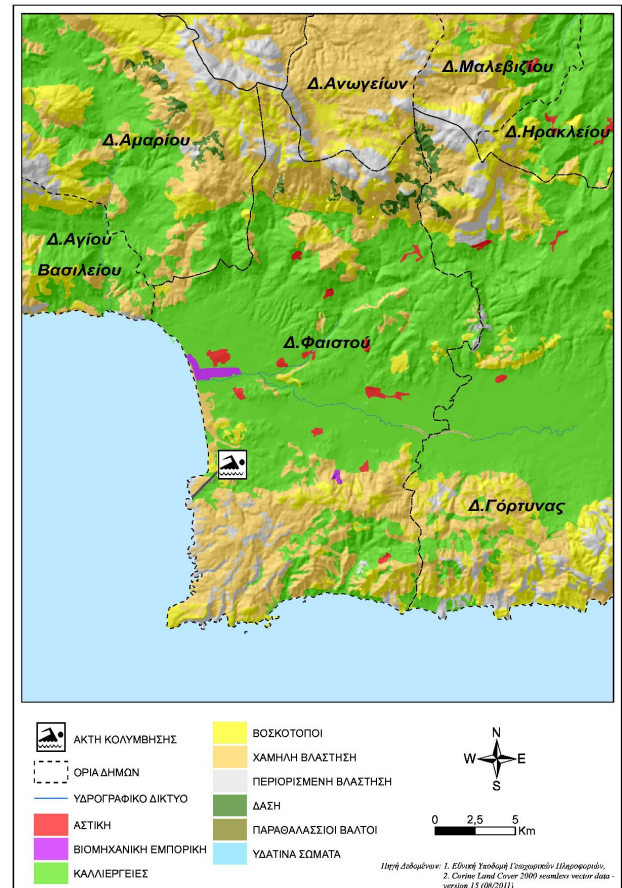 Δ.Ανωγείων
Δ.Μαλεβιζίου
Δ.Αμαρίου
Δ.Ηρακλείου
Δ.Αγίου
Βασιλείου
Δ.Φαιστού
Δ.Γόρτυνας
ΑΚΤΗ ΚΟΛΥΜΒΗΣΗΣ
ΟΡΙΑ ΔΗΜΩΝ
ΥΔΡΟΓΡΑΦΙΚΟ ΔΙΚΤΥΟ
ΑΣΤΙΚΗ
ΒΙΟΜΗΧΑΝΙΚΗ ΕΜΠΟΡΙΚΗ
ΚΑΛΛΙΕΡΓΕΙΕΣ
ΒΟΣΚΟΤΟΠΟΙ
ΧΑΜΗΛΗ ΒΛΑΣΤΗΣΗ
ΠΕΡΙΟΡΙΣΜΕΝΗ ΒΛΑΣΤΗΣΗ
ΔΑΣΗ
ΠΑΡΑΘΑΛΑΣΣΙΟΙ ΒΑΛΤΟΙ
ΥΔΑΤΙΝΑ ΣΩΜΑΤΑ
N
W E
S
0 2,5 5
Km
Πηγή Δεδομένων: 1. Εθνική Υποδομή Γεωχωρικών Πληροφοριών,
2. Corine Land Cover 2000 seamless vector data -
version 15 (08/2011)